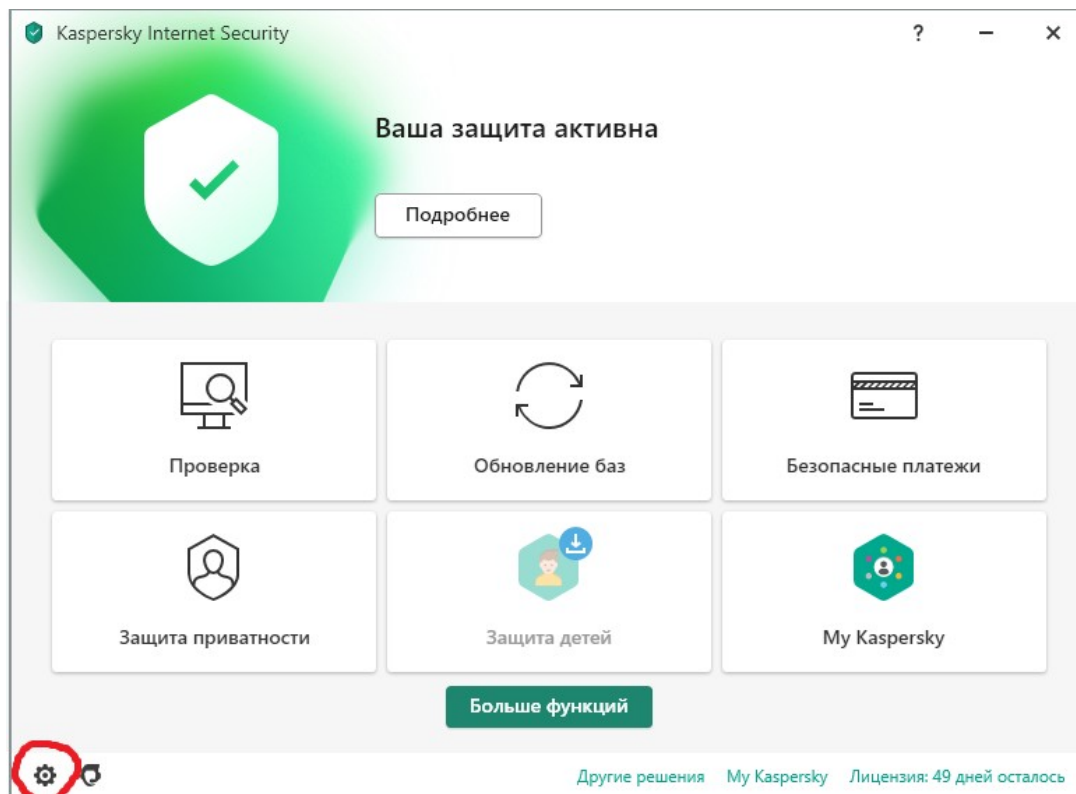 Kaspersky Internet Security
?
Ваша защита активна
Подробнее
Проверка
Обновление баз
Безопасные платежи
Защита приватности
Защита детей
My Kaspersky
Больше функций
Другие решения My Kaspersky Лицензия: 49 дней осталось